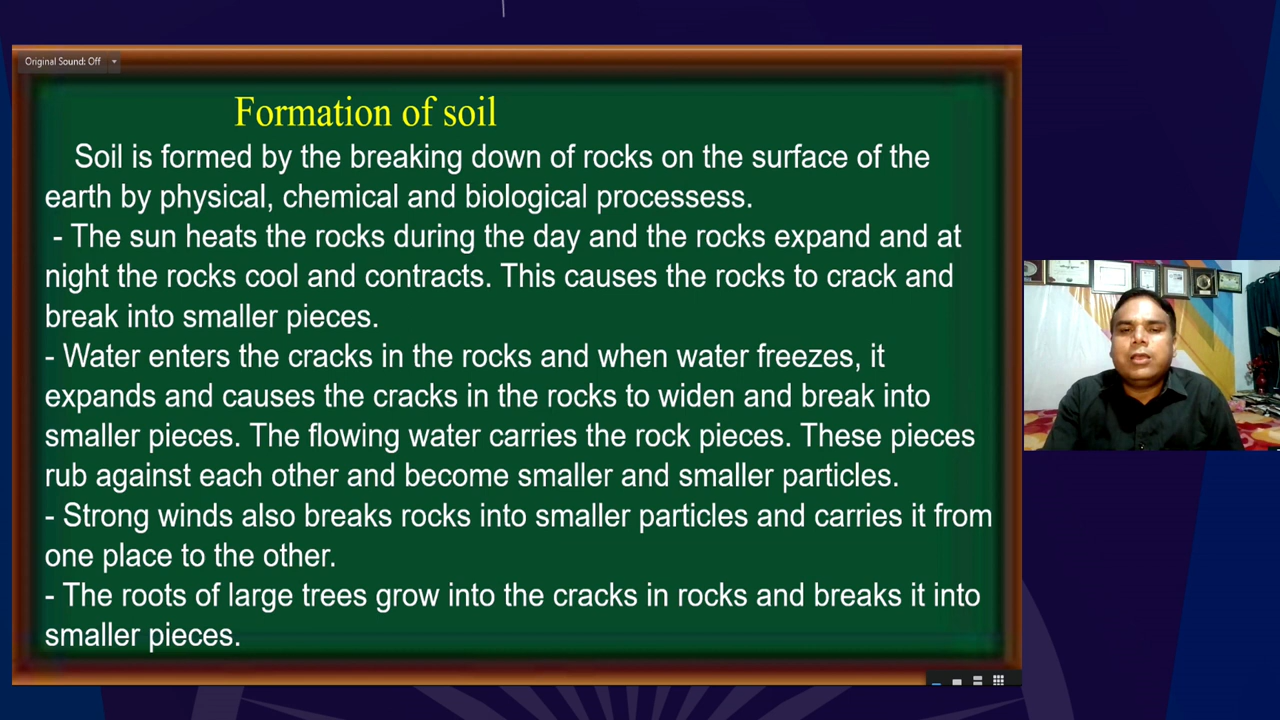 Original Sound: Off
Formation of soil
Soil is formed by the breaking down of rocks on the surface of the
earth by physical, chemical and biological processess.
- The sun heats the rocks during the day and the rocks expand and at
night the rocks cool and contracts. This causes the rocks to crack and
break into smaller pieces.
- Water enters the cracks in the rocks and when water freezes, it
expands and causes the cracks in the rocks to widen and break into
smaller pieces. The flowing water carries the rock pieces. These pieces
rub against each other and become smaller and smaller particles.
- Strong winds also breaks rocks into smaller particles and carries it from
one place to the other.
- The roots of large trees grow into the cracks in rocks and breaks it into
smaller pieces.